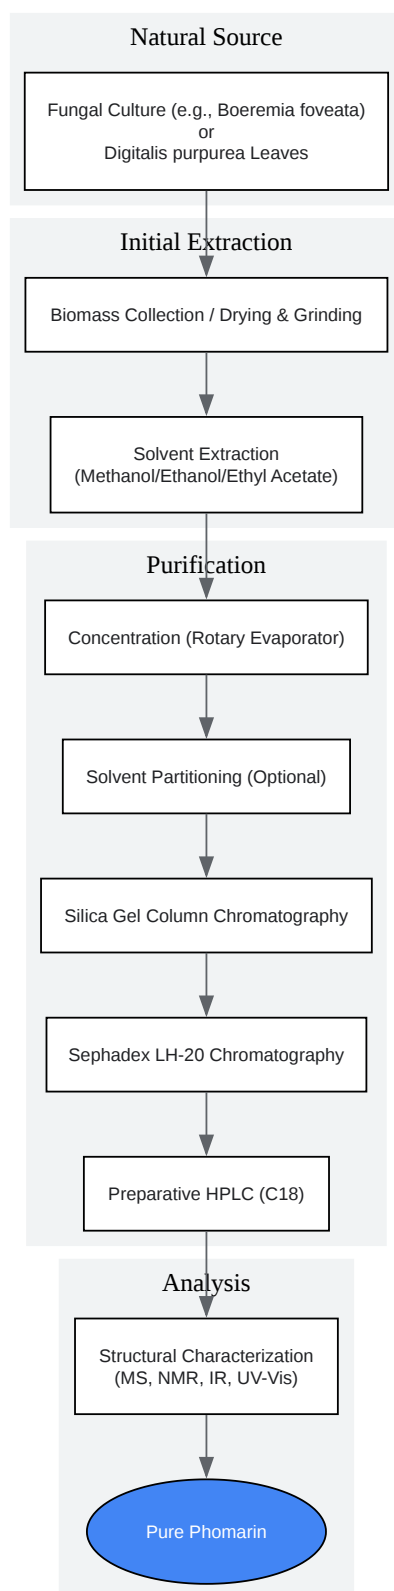 Natural Source
Fungal Culture (e.g., Boeremia foveata)
or
Digitalis purpurea Leaves
Initial Extraction
Biomass Collection / Drying & Grinding
Solvent Extraction
(Methanol/Ethanol/Ethyl Acetate)
Purification
Concentration (Rotary Evaporator)
Solvent Partitioning (Optional)
Silica Gel Column Chromatography
Sephadex LH-20 Chromatography
Preparative HPLC (C18)
Analysis
Structural Characterization
(MS, NMR, IR, UV-Vis)
Pure Phomarin